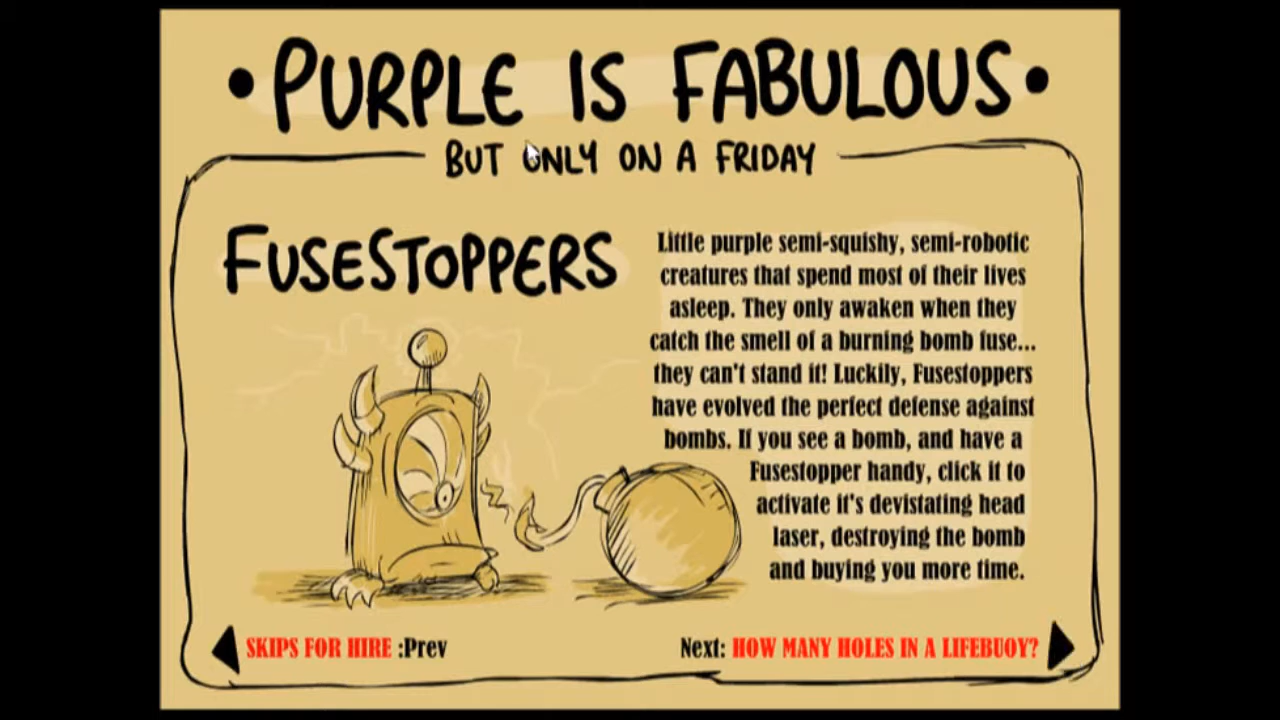 • PURPLE IS FABULOUS •
BUT ONLY ON A FRIDAY
FUSESTOPPERS
Little purple semi-squishy, semi-robotic
creatures that spend most of their lives
asleep. They only awaken when they
catch the smell of a burning bomb fuse...
they can't stand it! Luckily, Fusestoppers
have evolved the perfect defense against
bombs. If you see a bomb, and have a
Fusestopper handy, click it to
activate it's devistating head
laser, destroying the bomb
and buying you more time.
SKIPS FOR HIRE :Prev
Next: HOW MANY HOLES IN A LIFEBUOY?